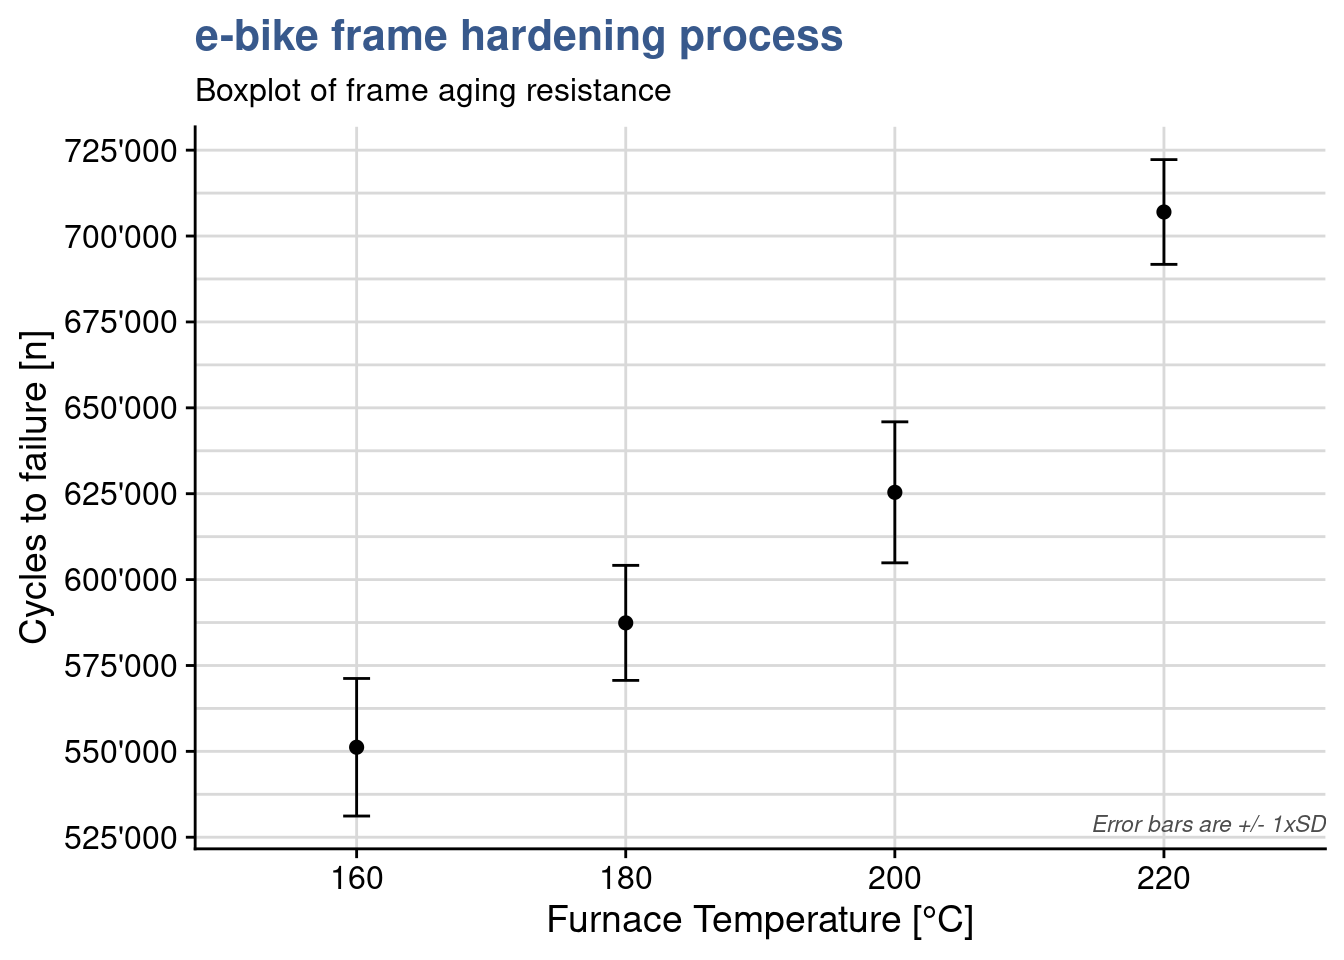 e-bike frame hardening process
Boxplot of frame aging resistance
725'000
700'000
675'000
650'000
625'000
600'000
575'000
550'000
525'000
Cycles to failure [n]
Error bars are +/- 1xSD
160 180 200 220
Furnace Temperature [°C]